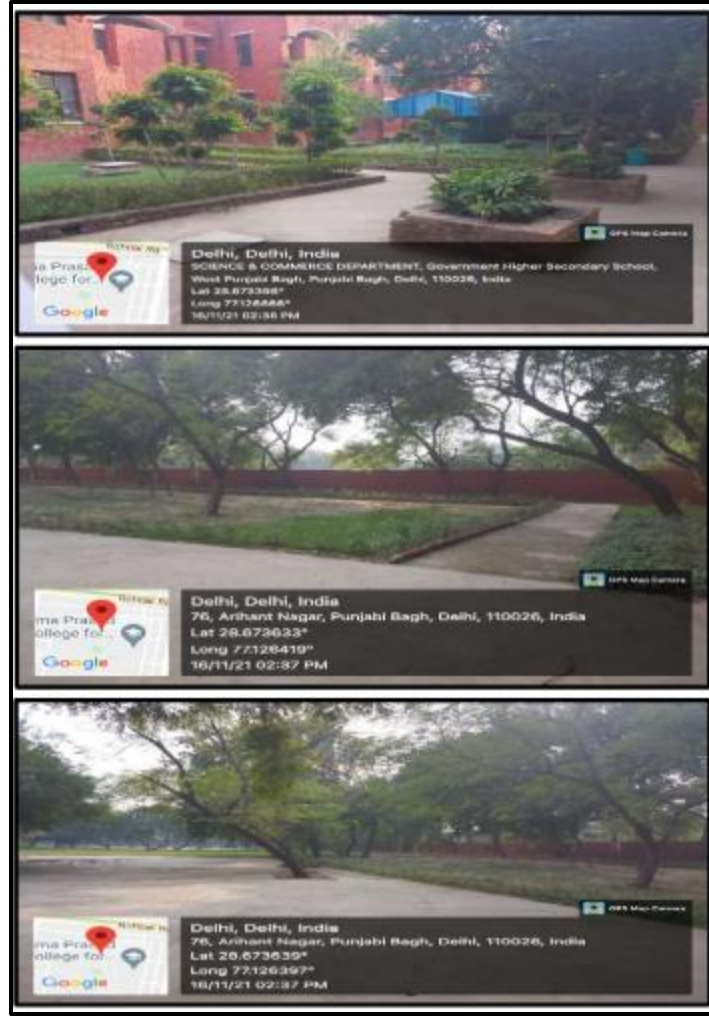 GPS Map Camera
Delhi, Delhi, India
SCIENCE & COMMERCE DEPARTMENT, Government Higher Secondary School,
West Punjabi Bagh, Punjabi Bagh, Delhi, 110026, India
Lat
Long
16/11/21 02:36 PM
Google
GPS Map Camera
Delhi, Delhi, India
76, Arihant Nagar, Punjabi Bagh, Delhi, 110026, India
Lat 28.673633°
Long 77.126419°
16/11/21 02:37 PM
Google
GPS Map Camera
Delhi, Delhi, India
76, Arihant Nagar, Punjabi Bagh, Delhi, 110026, India
Lat 28.673639°
Long 77.126397°
16/11/21 02:37 PM
Google